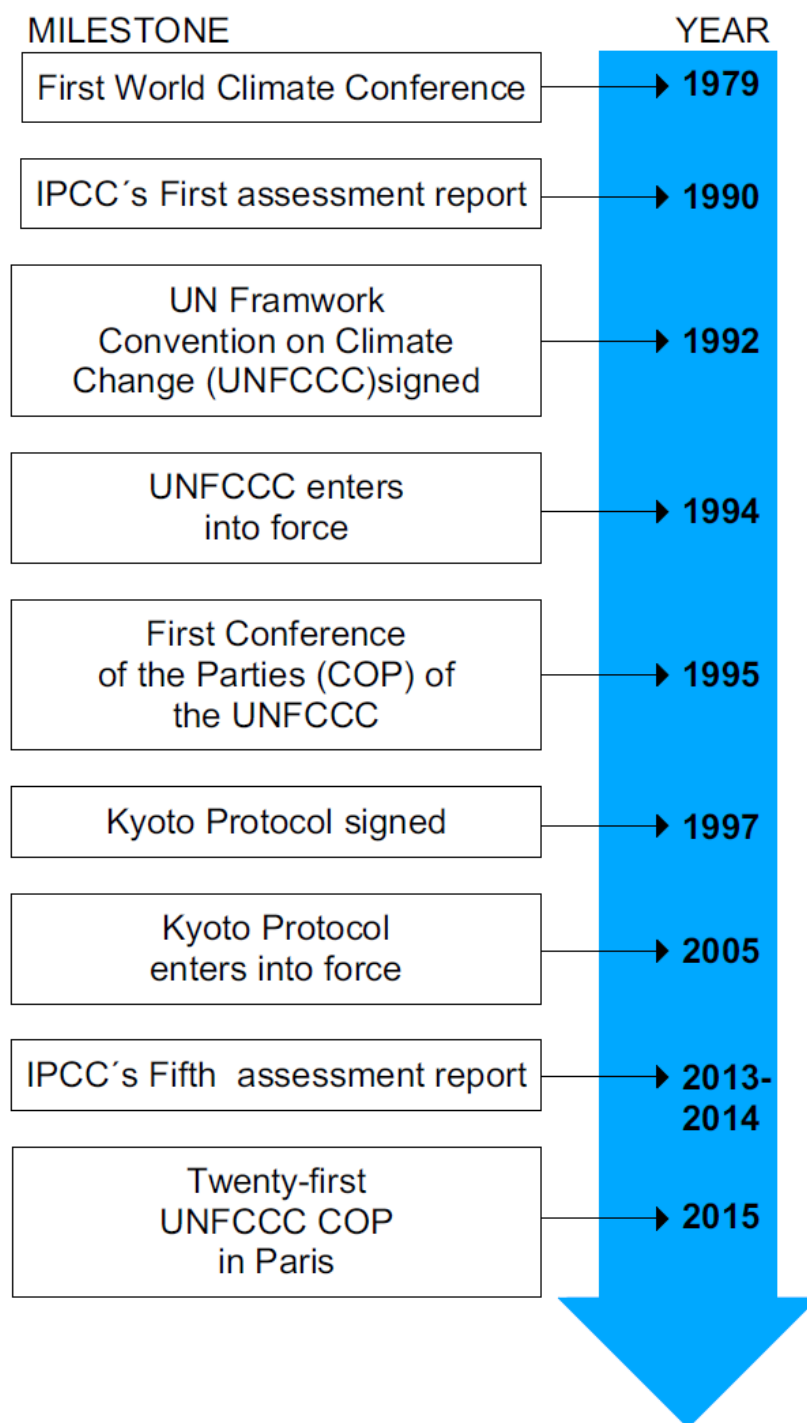 MILESTONE YEAR
First World Climate Conference 1979
IPCC´s First assessment report 1990
UN Framwork
Convention on Climate 1992
Change (UNFCCC)signed
UNFCCC enters
into force 1994
First Conference
of the Parties (COP) of 1995
the UNFCCC
Kyoto Protocol signed 1997
Kyoto Protocol
enters into force 2005
IPCC´s Fifth  assessment report 2013-
2014
Twenty-first
UNFCCC COP 2015
in Paris